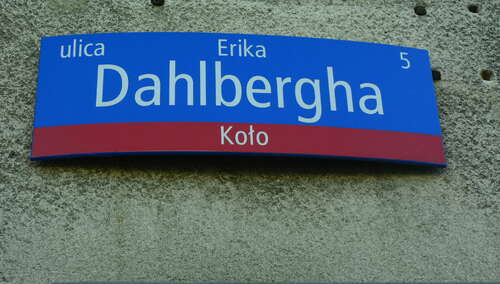 ulica Erika 5
Dahlbergha
Koło